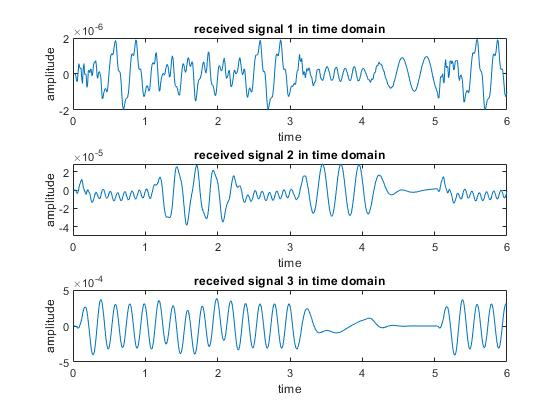 received signal 1 in time domain
×10^-6
2
0
-2
amplitude
0 1 2 3 4 5 6
time
received signal 2 in time domain
×10^-5
2
0
-2
-4
amplitude
0 1 2 3 4 5 6
time
received signal 3 in time domain
×10^-4
5
0
-5
amplitude
0 1 2 3 4 5 6
time